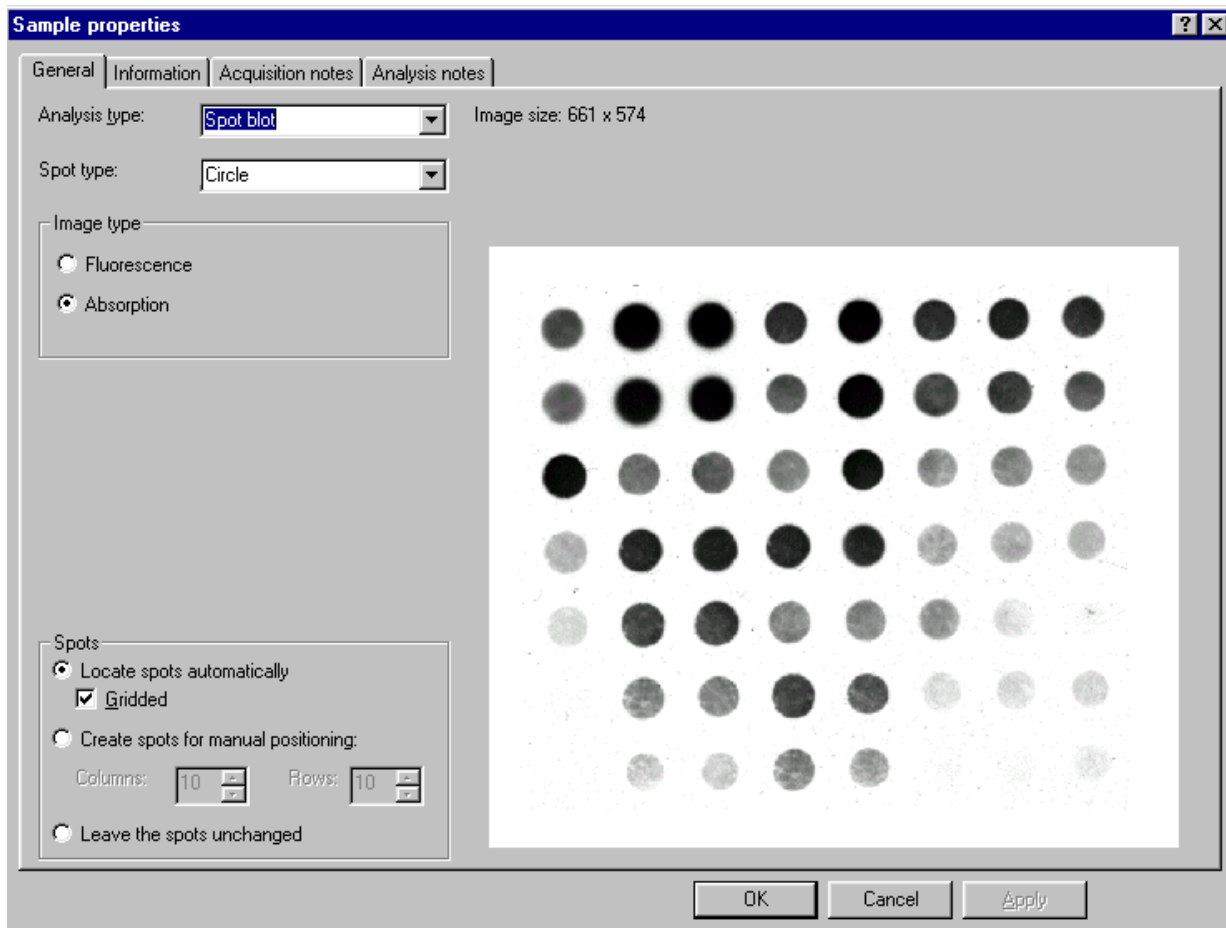 Sample properties
General Information Acquisition notes Analysis notes
Analysis type: Spot blot Image size: 661 x 574
Spot type: Circle
Image type
Fluorescence
Absorption
Spots
Locate spots automatically
Gridded
Create spots for manual positioning:
Columns: 10 Rows: 10
Leave the spots unchanged
OK Cancel Apply